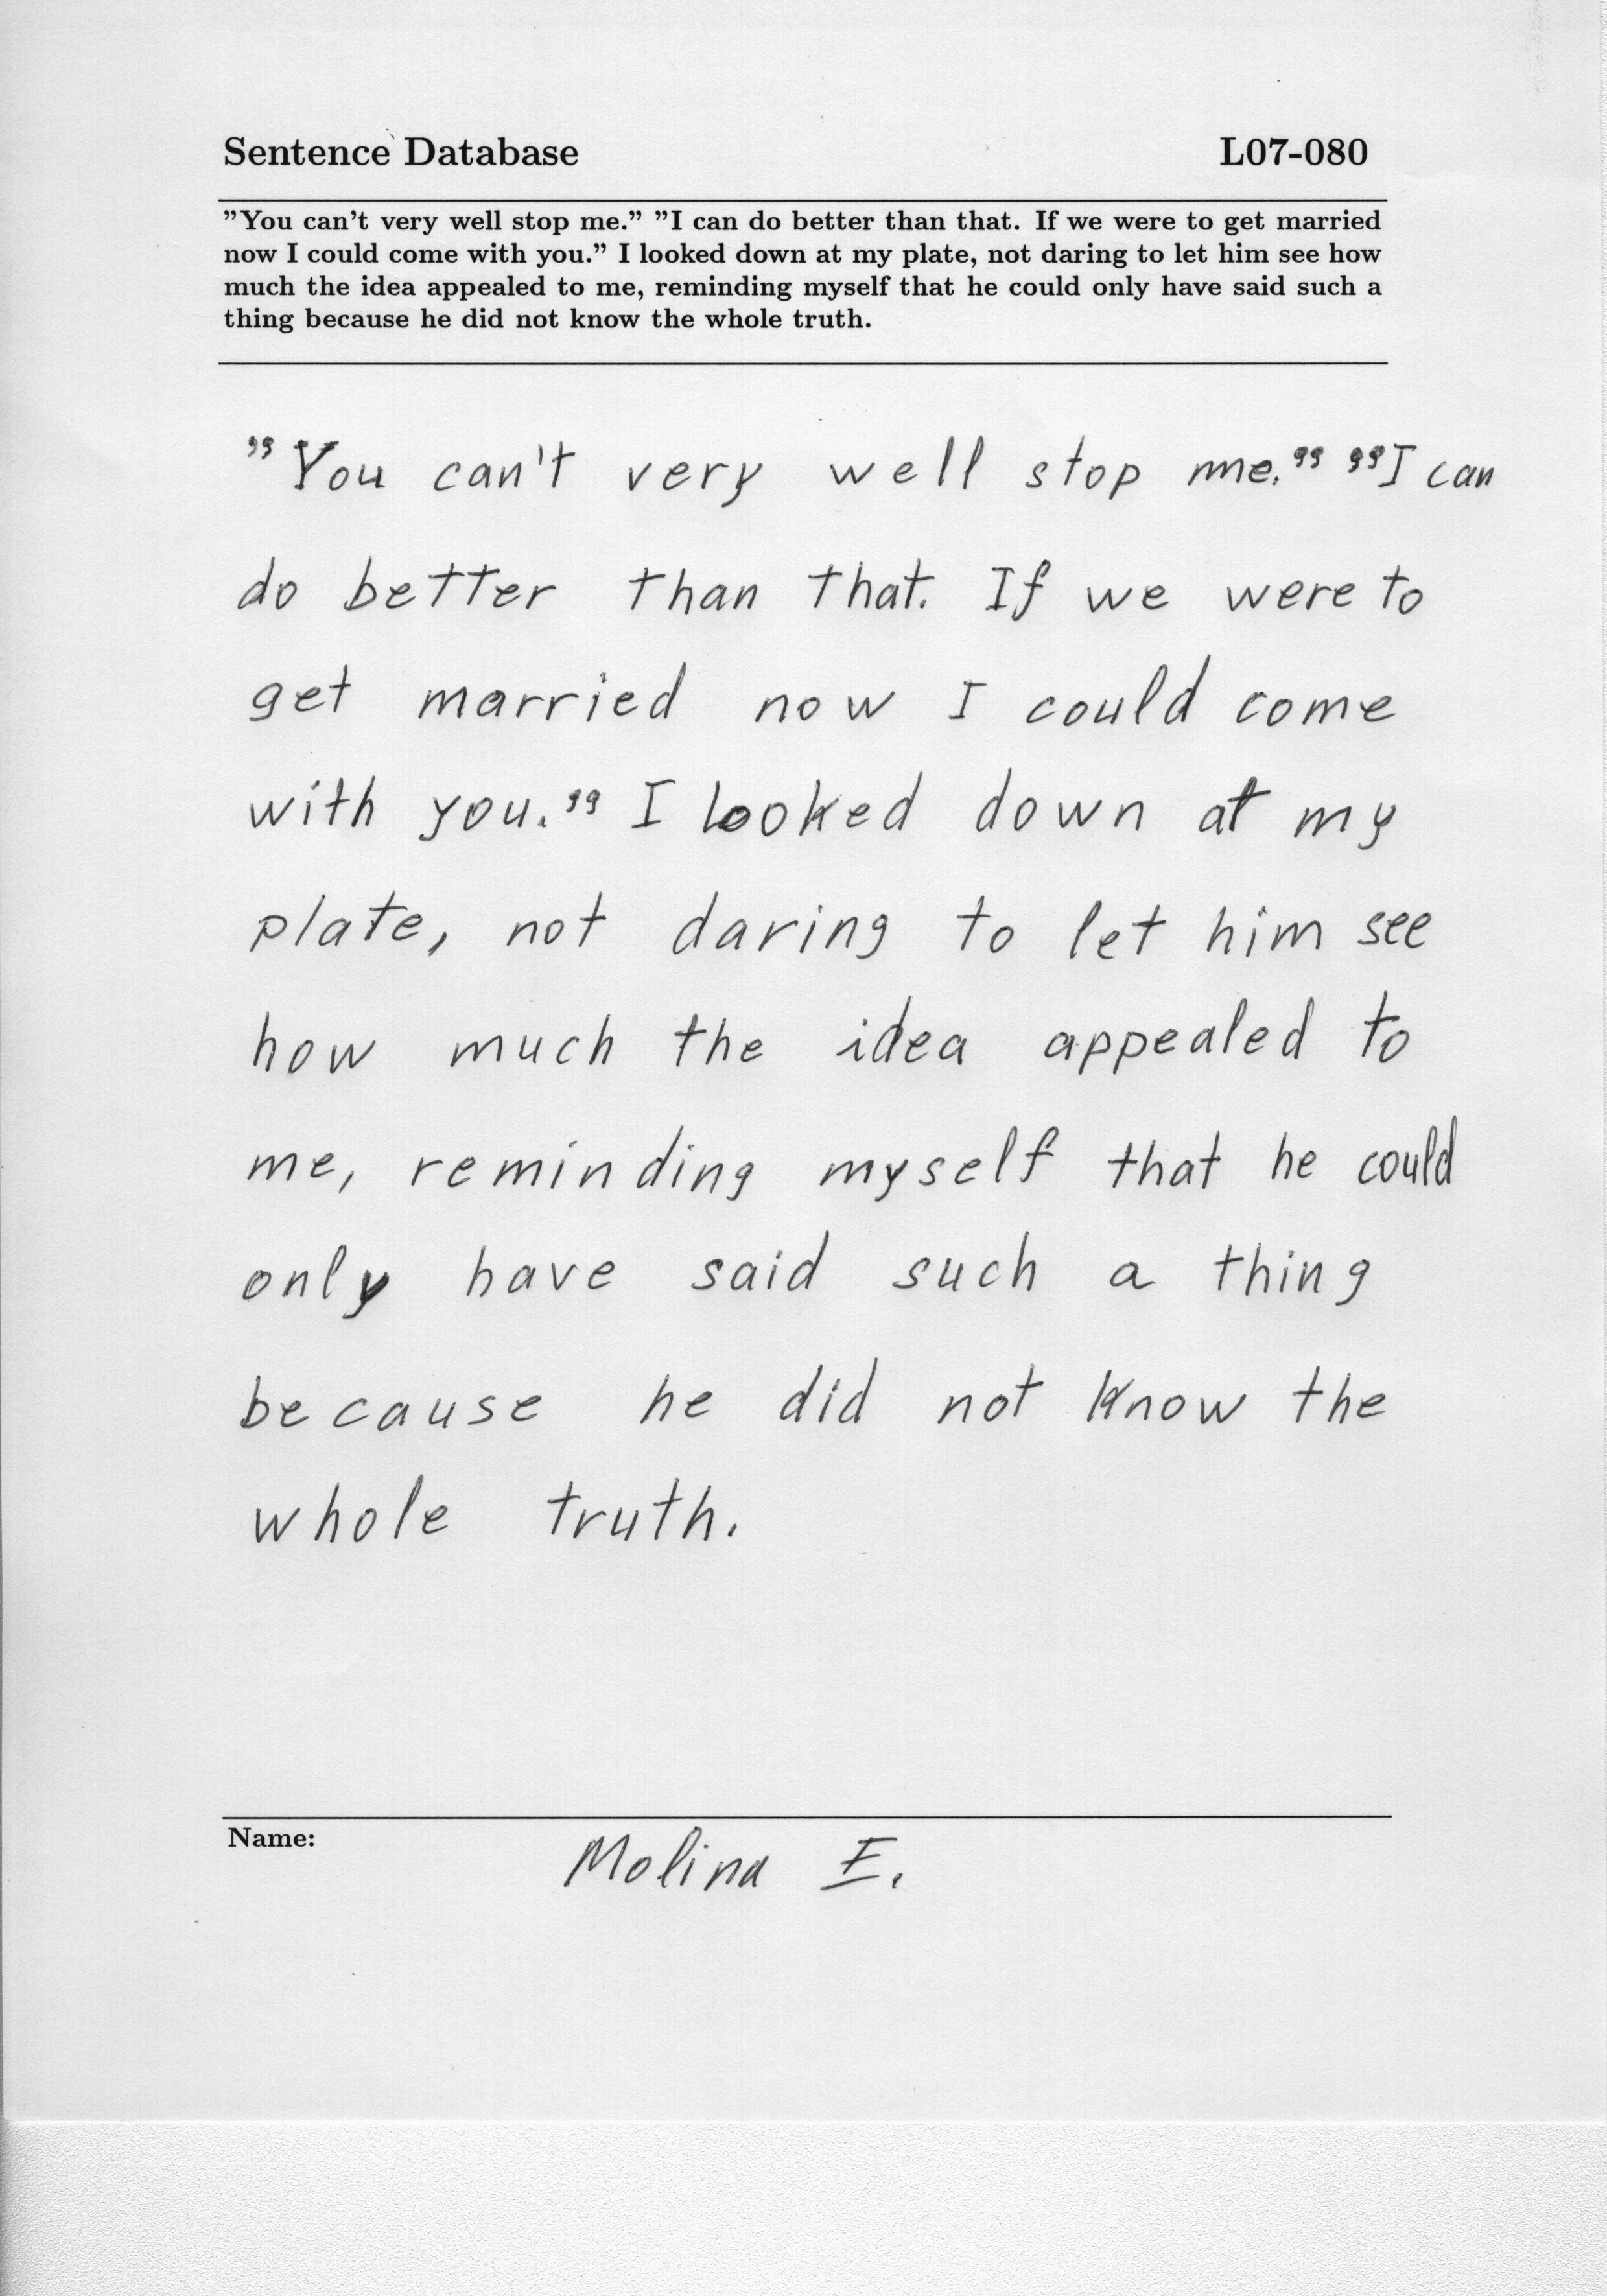 Sentence Database L07-080
”You can’t very well stop me.” ”I can do better than that. If we were to get married
now I could come with you.” I looked down at my plate, not daring to let him see how
much the idea appealed to me, reminding myself that he could only have said such a
thing because he did not know the whole truth.
”You can't very well stop me.” ”I can
do better than that. If we were to
get married now I could come
with you.” I looked down at my
plate, not daring to let him see
how much the idea appealed to
me, reminding myself that he could
only have said such a thing
because he did not know the
whole truth.
Name: Molina E.